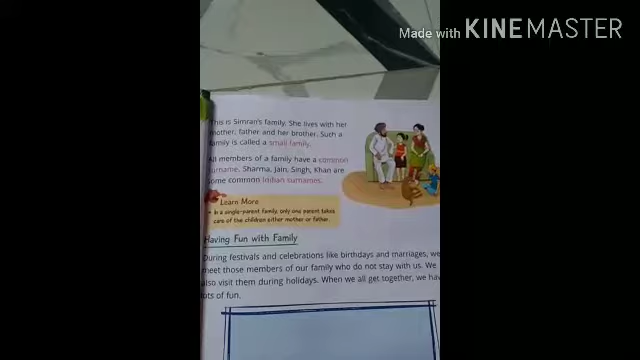 Made with KINEMASTER
This is Simran's family. She lives with her
mother, father and her brother. Such a
family is called a small family.
All members of a family have a common
surname. Sharma, Jain, Singh, Khan are
some common Indian surnames.
Learn More
• In a single-parent family, only one parent takes
care of the children either mother or father.
Having Fun with Family
During festivals and celebrations like birthdays and marriages, we
meet those members of our family who do not stay with us. We
also visit them during holidays. When we all get together, we hav
lots of fun.